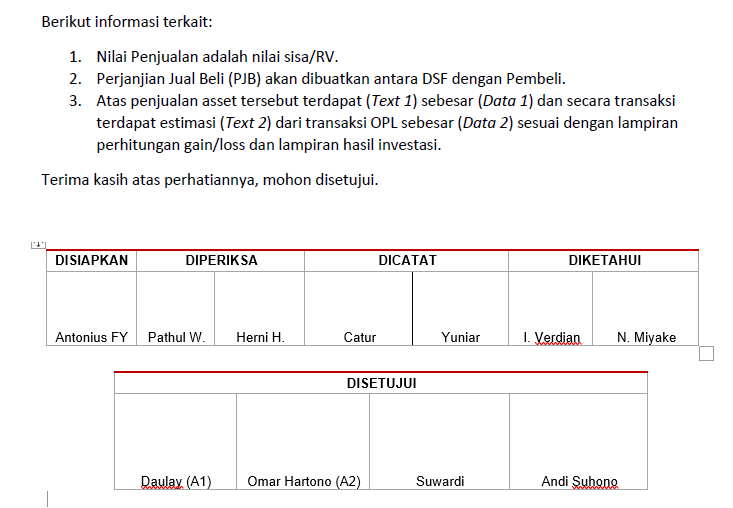 Berikut informasi terkait:
1. Nilai Penjualan adalah nilai sisa/RV.
2. Perjanjian Jual Beli (PJB) akan dibuatkan antara DSF dengan Pembeli.
3. Atas penjualan asset tersebut terdapat (Text 1) sebesar (Data 1) dan secara transaksi
terdapat estimasi (Text 2) dari transaksi OPL sebesar (Data 2) sesuai dengan lampiran
perhitungan gain/loss dan lampiran hasil investasi.
Terima kasih atas perhatiannya, mohon disetujui.
DISIAPKAN DIPERIKSA DICATAT DIKETAHUI
Antonius FY Pathul W. Herni H. Catur Yuniar I. Verdian N. Miyake
DISETUJUI
Daulay (A1) Omar Hartono (A2) Suwardi Andi Suhono